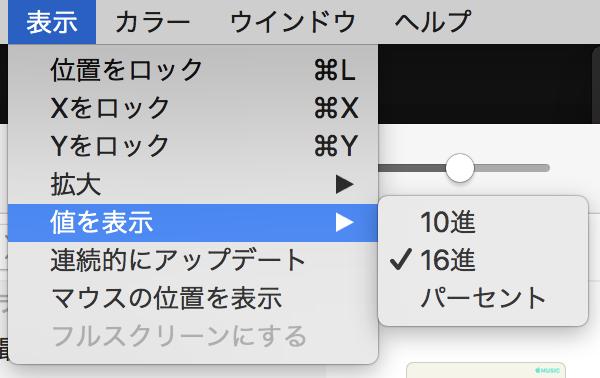 表示 カラー ウインドウ ヘルプ
位置をロック ⌘L
Xをロック ⌘X
Yをロック ⌘Y
拡大 ▶
値を表示 ▶
10進
✓ 16進
パーセント
連続的にアップデート
マウスの位置を表示
フルスクリーンにする
MUSIC